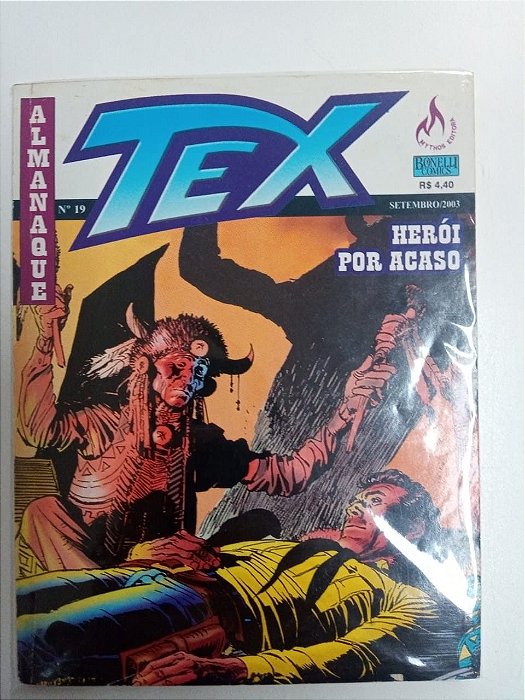 ALMANAQUE
TEX
MYTHOS EDITORA
BONELLI
COMICS
R$ 4,40
Nº 19
SETEMBRO/2003
HERÓI
POR ACASO